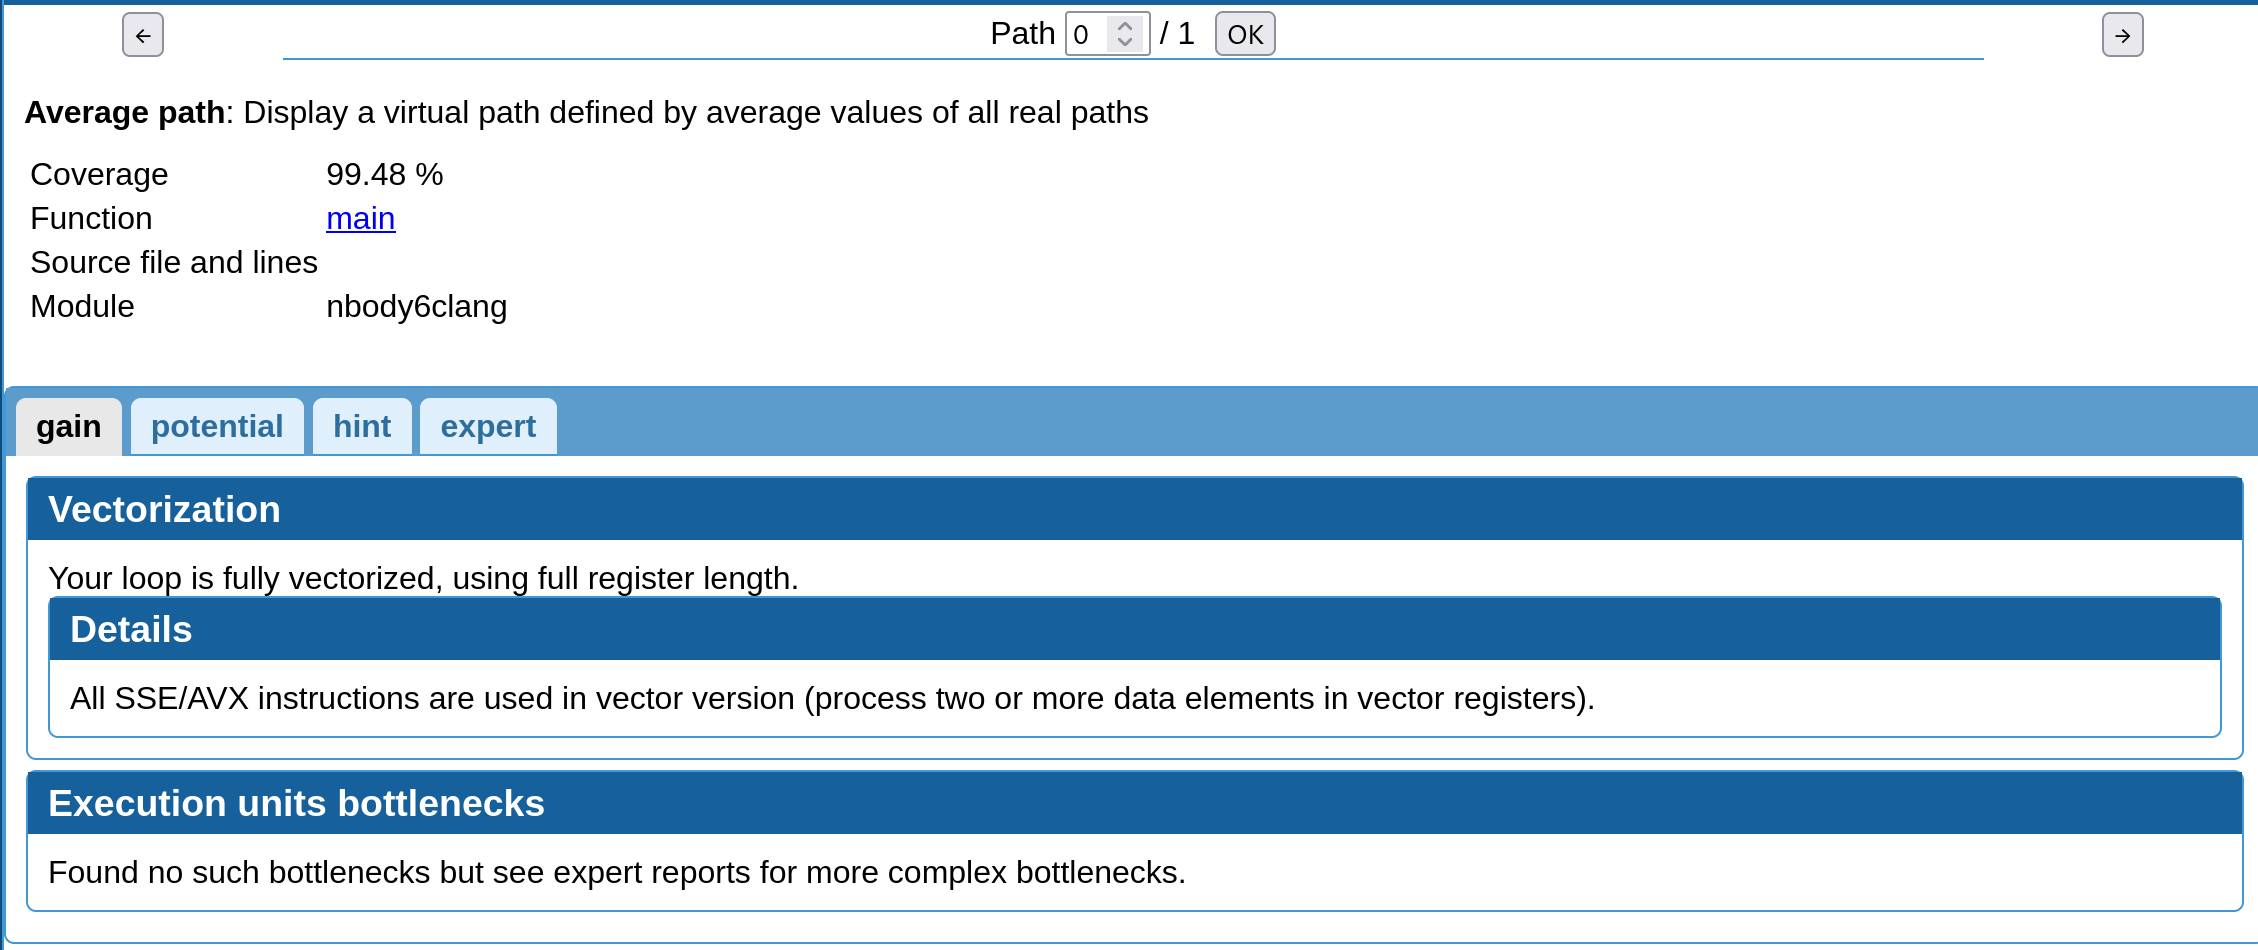 ← Path 0 / 1 OK →
Average path: Display a virtual path defined by average values of all real paths
Coverage 99.48 %
Function main
Source file and lines
Module nbody6clang
gain potential hint expert
Vectorization
Your loop is fully vectorized, using full register length.
Details
All SSE/AVX instructions are used in vector version (process two or more data elements in vector registers).
Execution units bottlenecks
Found no such bottlenecks but see expert reports for more complex bottlenecks.